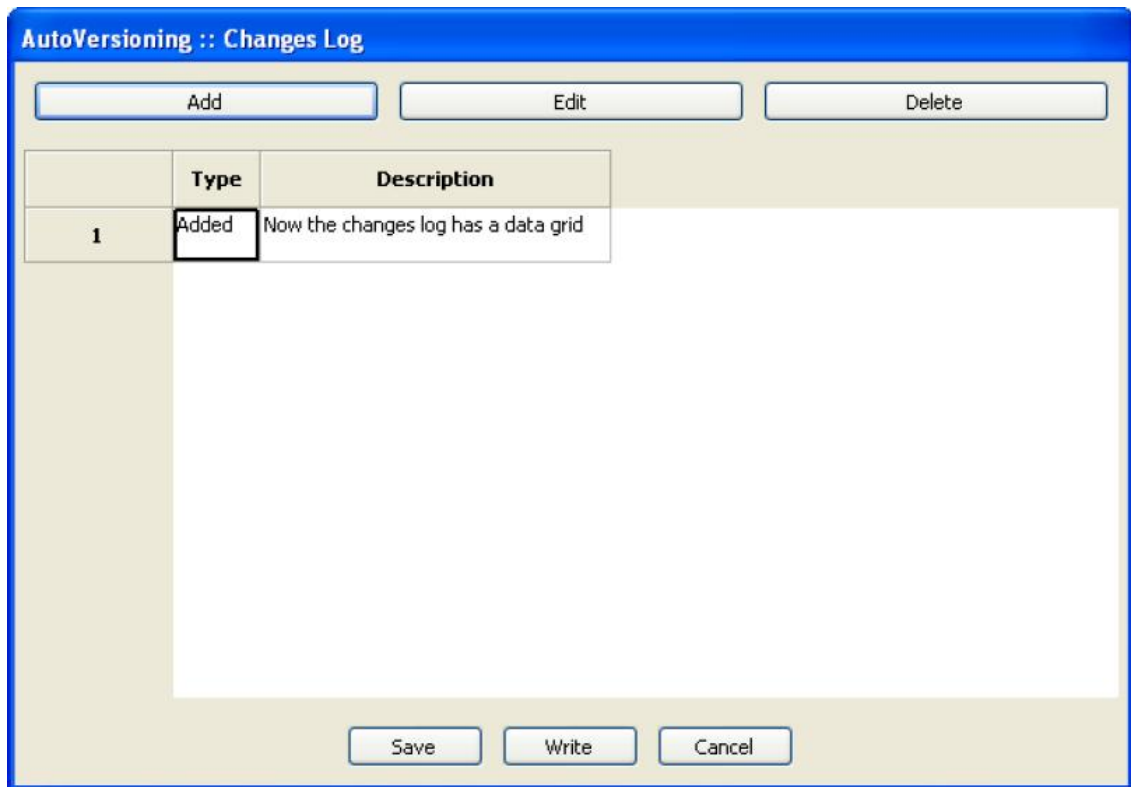 AutoVersioning :: Changes Log
Add Edit Delete
Type Description
1 Added Now the changes log has a data grid
Save Write Cancel